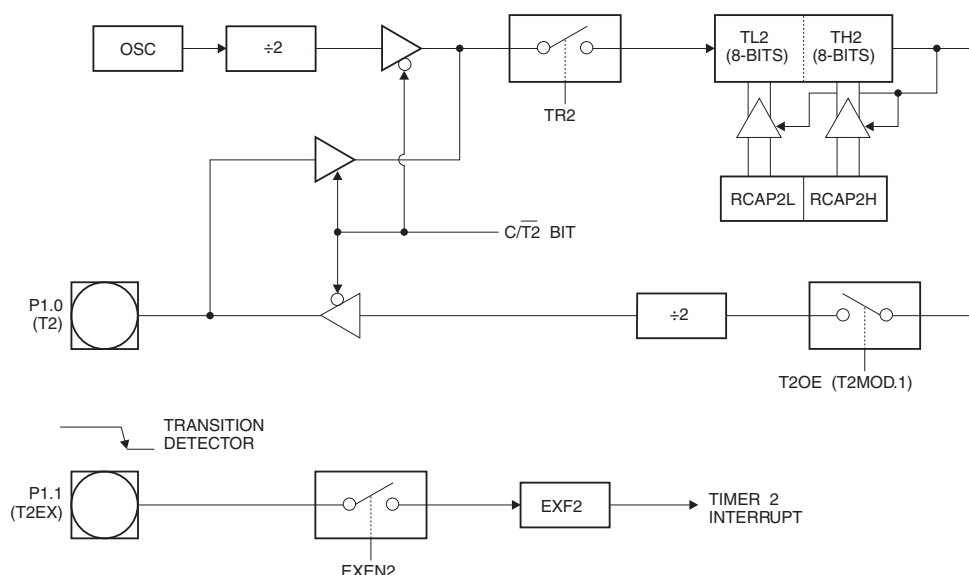 OSC
÷2
TR2
TL2
(8-BITS)
TH2
(8-BITS)
RCAP2L
RCAP2H
C/T2 BIT
P1.0
(T2)
÷2
T2OE (T2MOD.1)
TRANSITION
DETECTOR
P1.1
(T2EX)
EXF2
TIMER 2
INTERRUPT
EXEN2